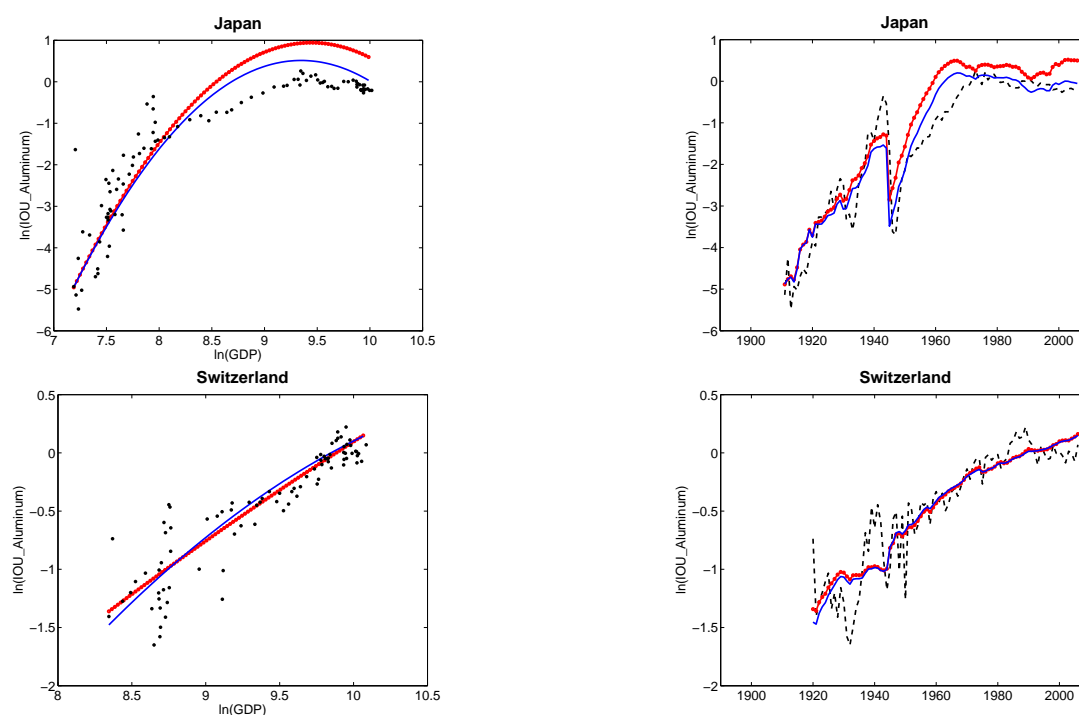 Japan
1
0
−1
−2
−3
−4
−5
−6
ln(IOU_Aluminum)
7 7.5 8 8.5 9 9.5 10 10.5
ln(GDP)
Japan
1
0
−1
−2
−3
−4
−5
−6
ln(IOU_Aluminum)
1900 1920 1940 1960 1980 2000
Switzerland
0.5
0
−0.5
−1
−1.5
−2
ln(IOU_Aluminum)
8 8.5 9 9.5 10 10.5
ln(GDP)
Switzerland
0.5
0
−0.5
−1
−1.5
−2
ln(IOU_Aluminum)
1900 1920 1940 1960 1980 2000